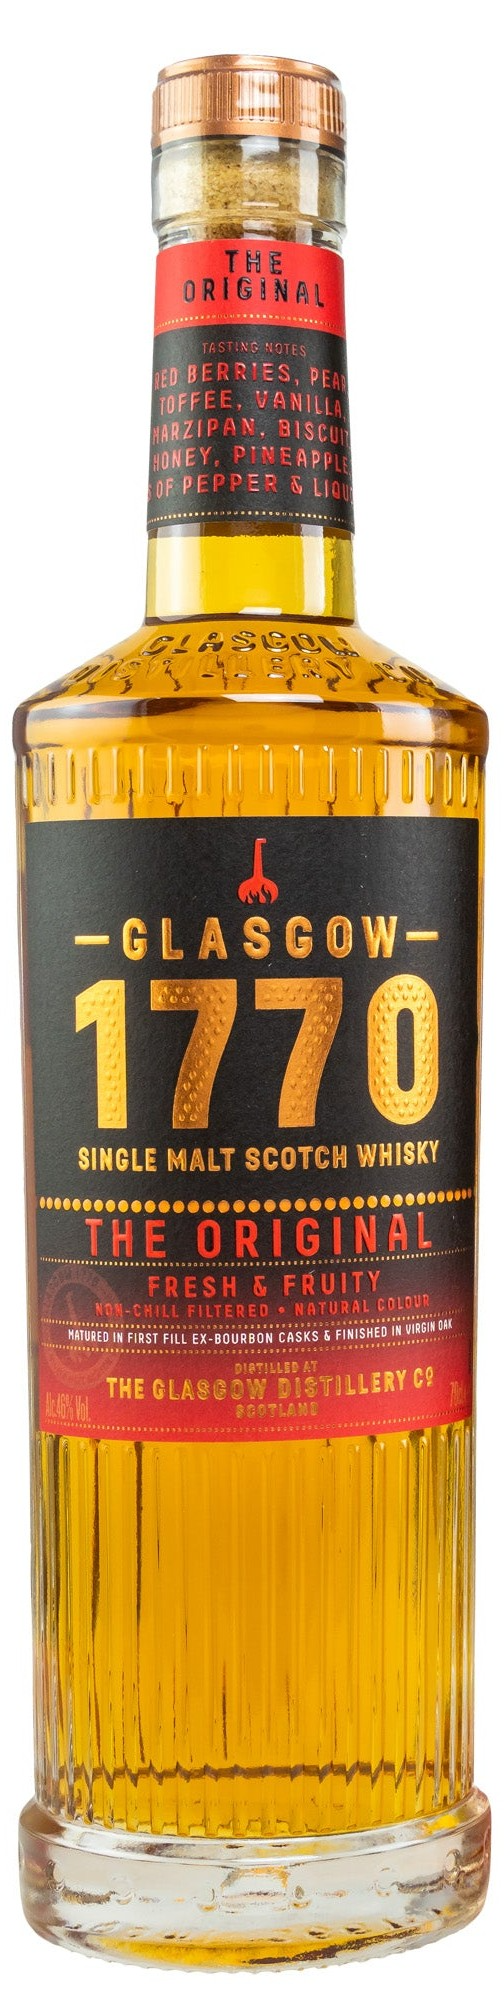 THE
ORIGINAL
TASTING NOTES
RED BERRIES, PEAR
TOFFEE, VANILLA,
MARZIPAN, BISCUIT
HONEY, PINEAPPLE
OF PEPPER &
GLASGOW
DISTILLERY CO
GLASGOW
1770
SINGLE MALT SCOTCH WHISKY
THE ORIGINAL
FRESH & FRUITY
NON-CHILL FILTERED • NATURAL COLOUR
MATURED IN FIRST FILL EX-BOURBON CASKS & FINISHED IN VIRGIN OAK
DISTILLED AT
THE GLASGOW DISTILLERY Cº
SCOTLAND
Alc.46% Vol.